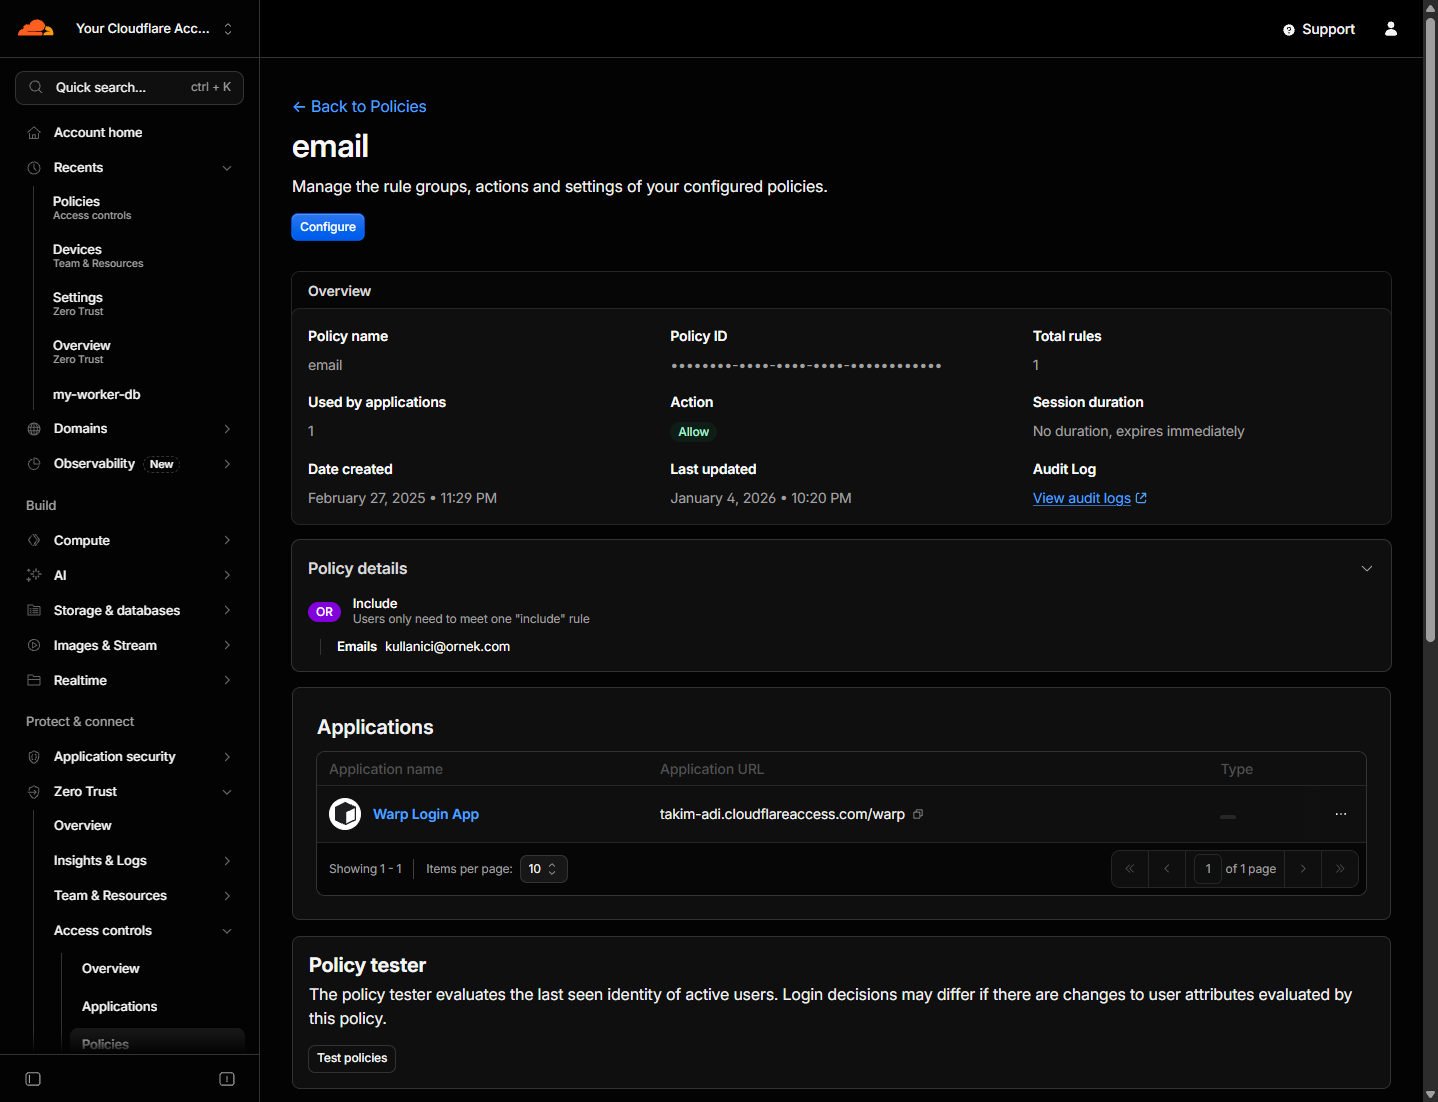 Your Cloudflare Acc...
Support
Quick search...
ctrl + K
Account home
Recents
Policies
Access controls
Devices
Team & Resources
Settings
Zero Trust
Overview
Zero Trust
my-worker-db
Domains
Observability New
Build
Compute
AI
Storage & databases
Images & Stream
Realtime
Protect & connect
Application security
Zero Trust
Overview
Insights & Logs
Team & Resources
Access controls
Overview
Applications
Policies
← Back to Policies
email
Manage the rule groups, actions and settings of your configured policies.
Configure
Overview
Policy name
email
Policy ID
••••••••-••••-••••-••••-••••••••••••
Total rules
1
Used by applications
1
Action
Allow
Session duration
No duration, expires immediately
Date created
February 27, 2025 • 11:29 PM
Last updated
January 4, 2026 • 10:20 PM
Audit Log
View audit logs
Policy details
OR
Include
Users only need to meet one "include" rule
Emails kullanici@ornek.com
Applications
Application name Application URL Type
Warp Login App takim-adi.cloudflareaccess.com/warp
Showing 1 - 1 Items per page: 10 1 of 1 page
Policy tester
The policy tester evaluates the last seen identity of active users. Login decisions may differ if there are changes to user attributes evaluated by
this policy.
Test policies